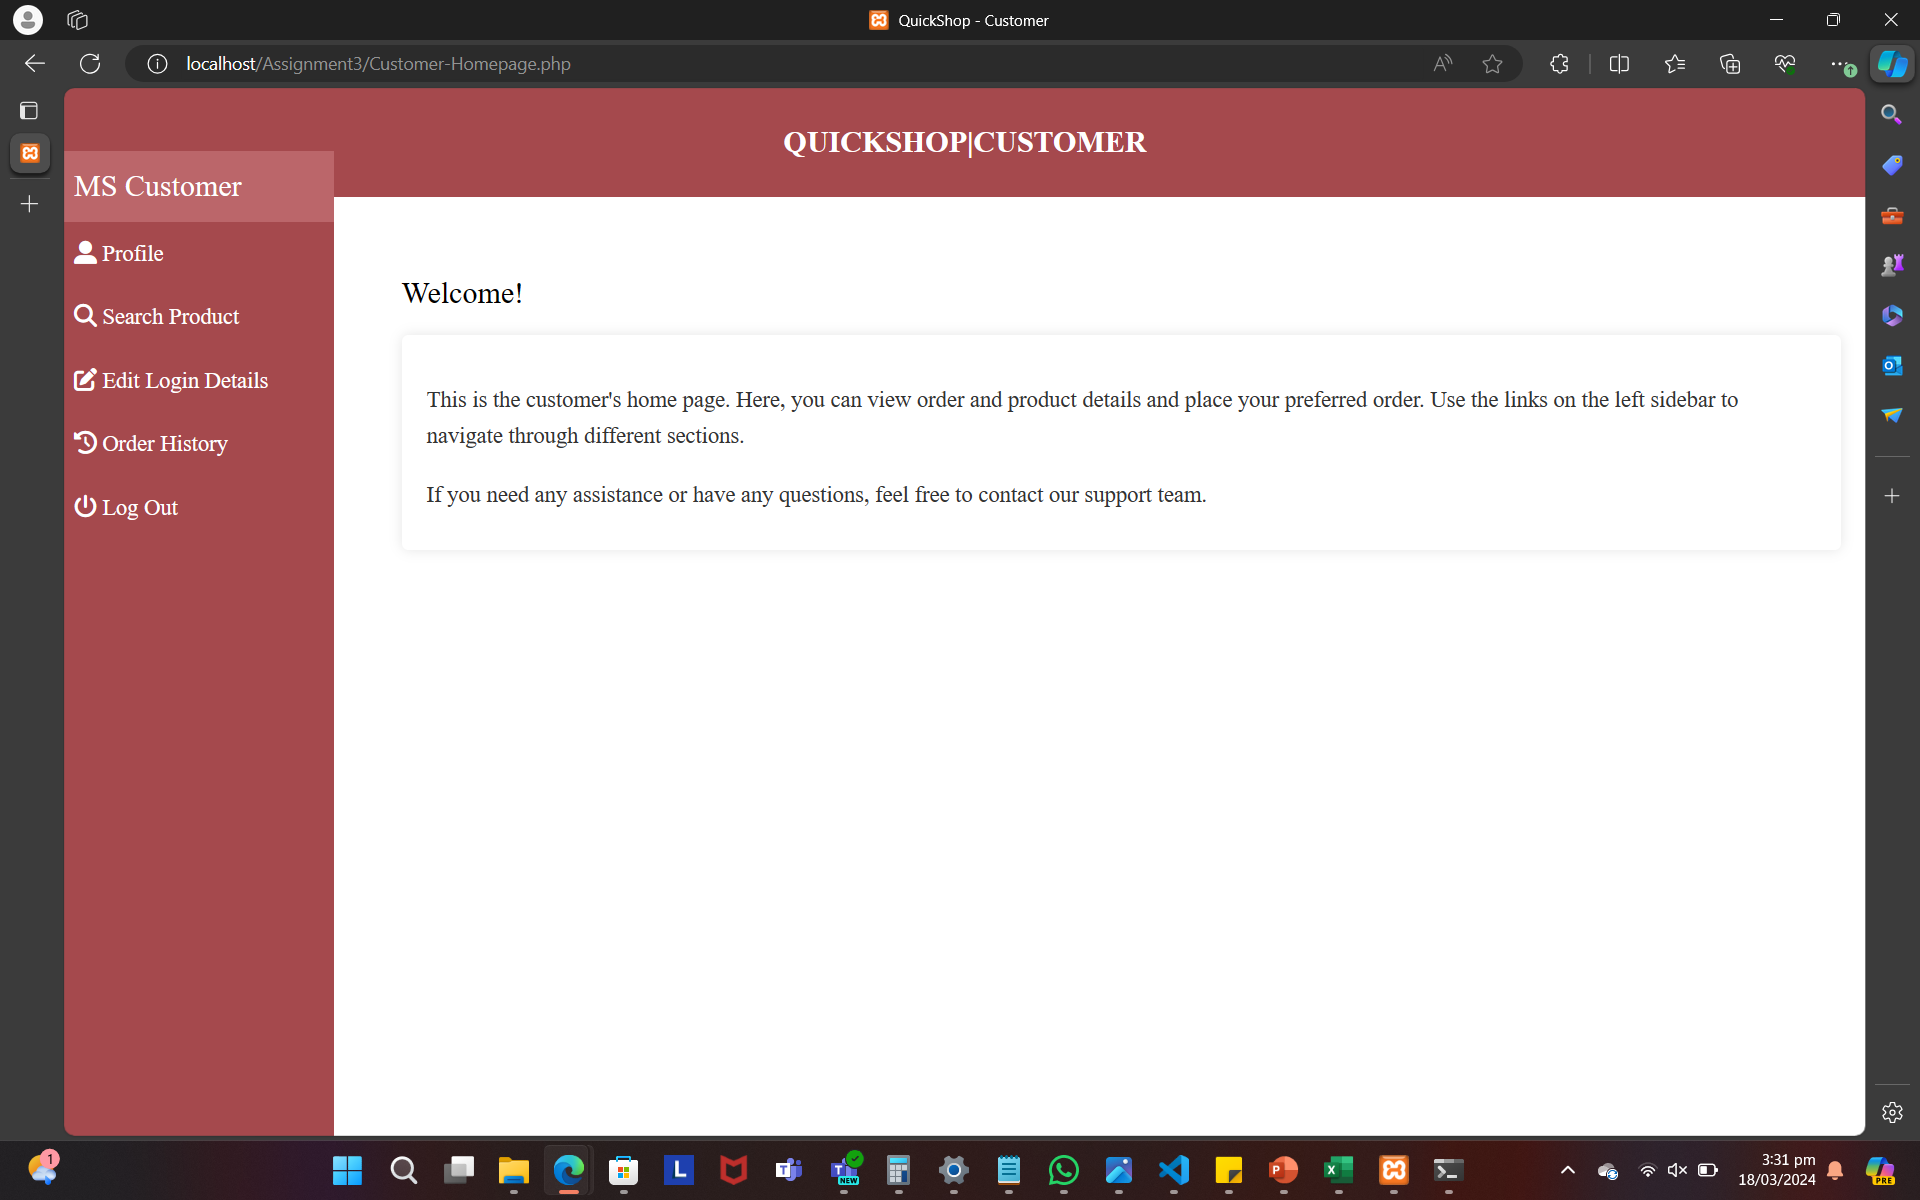 QuickShop - Customer
localhost/Assignment3/Customer-Homepage.php
QUICKSHOP|CUSTOMER
MS Customer
Profile
Search Product
Edit Login Details
Order History
Log Out
Welcome!
This is the customer's home page. Here, you can view order and product details and place your preferred order. Use the links on the left sidebar to
navigate through different sections.
If you need any assistance or have any questions, feel free to contact our support team.
1
L
NEW
3:31 pm
18/03/2024
PRE